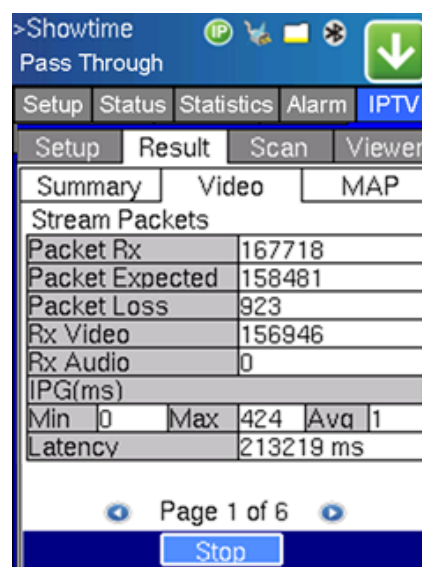 >Showtime IP
Pass Through
Setup Status Statistics Alarm IPTV
Setup Result Scan Viewer
Summary Video MAP
Stream Packets
Packet Rx 167718
Packet Expected 158481
Packet Loss 923
Rx Video 156946
Rx Audio 0
IPG(ms)
Min 0 Max 424 Avg 1
Latency 213219 ms
Page 1 of 6
Stop